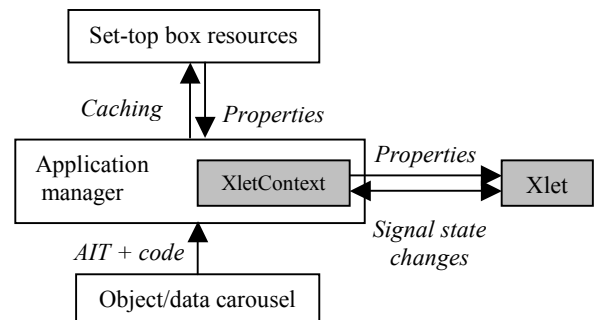 Set-top box resources
Caching
Properties
Application
manager
XletContext
Properties
Xlet
Signal state
changes
AIT + code
Object/data carousel